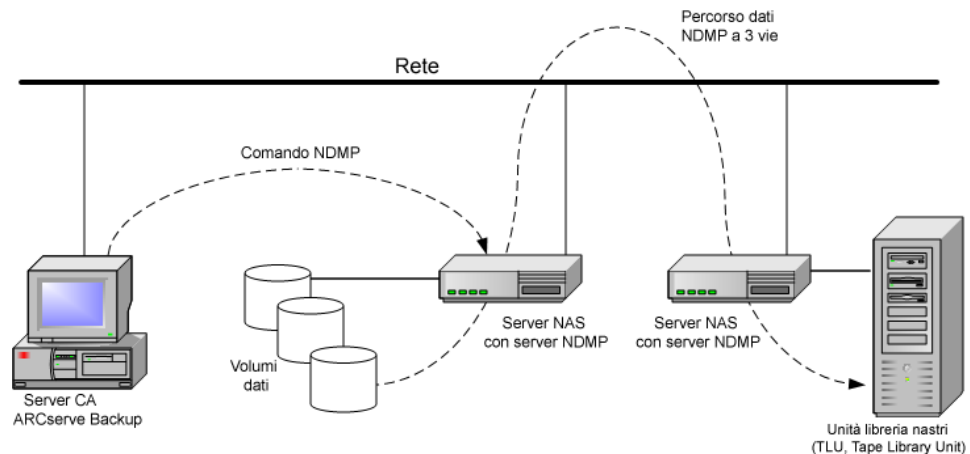 Percorso dati
NDMP a 3 vie
Rete
Comando NDMP
Server NAS
con server NDMP
Server NAS
con server NDMP
Volumi
dati
Server CA
ARCserve Backup
Unità libreria nastri
(TLU, Tape Library Unit)